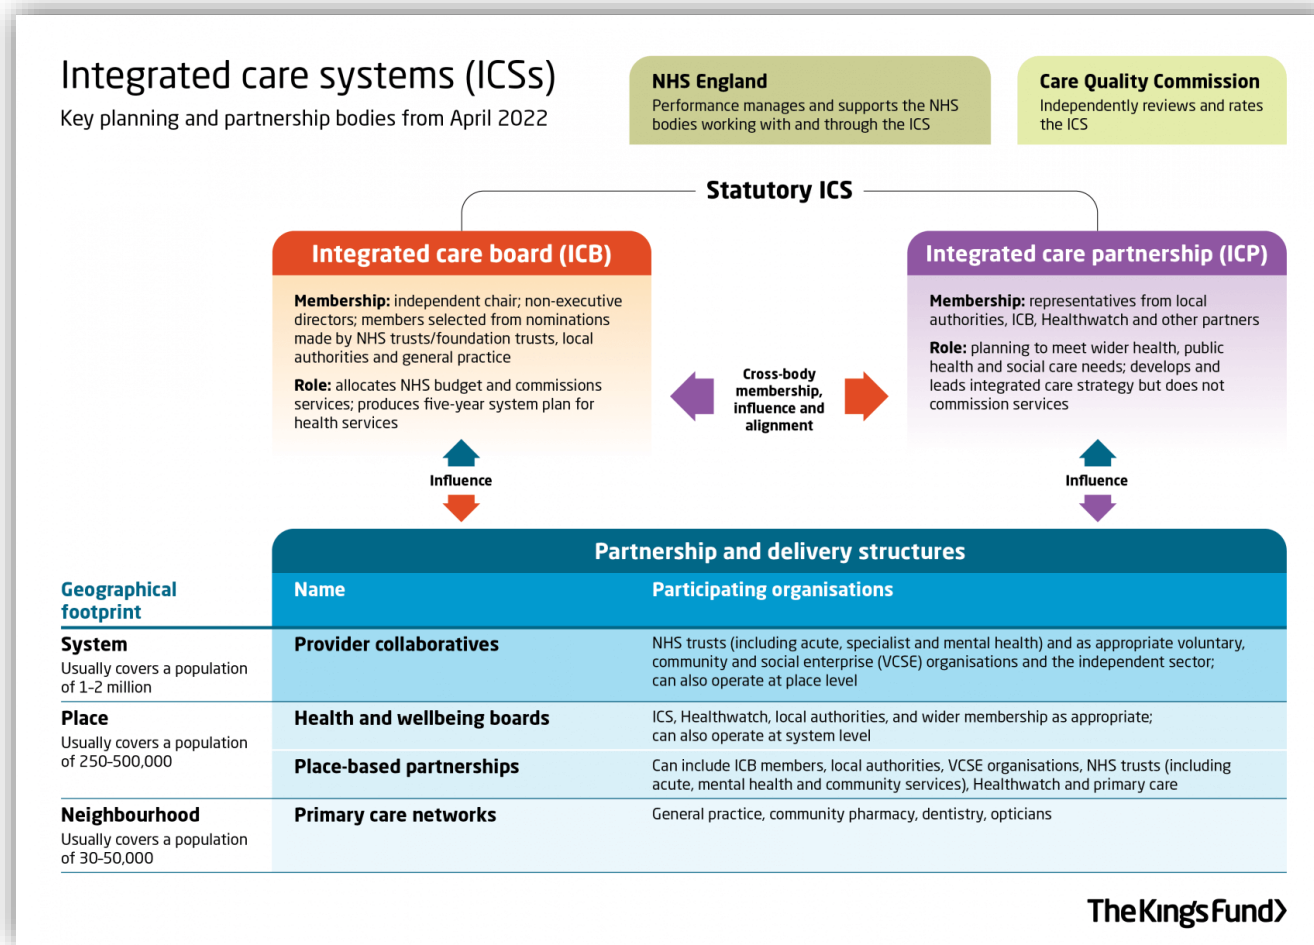 Integrated care systems (ICSs)
Key planning and partnership bodies from April 2022
NHS England
Performance manages and supports the NHS
bodies working with and through the ICS
Care Quality Commission
Independently reviews and rates
the ICS
Statutory ICS
Integrated care board (ICB)
Membership: independent chair; non-executive
directors; members selected from nominations
made by NHS trusts/foundation trusts, local
authorities and general practice
Role: allocates NHS budget and commissions
services; produces five-year system plan for
health services
Cross-body
membership,
influence and
alignment
Integrated care partnership (ICP)
Membership: representatives from local
authorities, ICB, Healthwatch and other partners
Role: planning to meet wider health, public
health and social care needs; develops and
leads integrated care strategy but does not
commission services
Influence
Influence
Partnership and delivery structures
Geographical
footprint
Name
Participating organisations
System
Usually covers a population
of 1–2 million
Provider collaboratives
NHS trusts (including acute, specialist and mental health) and as appropriate voluntary,
community and social enterprise (VCSE) organisations and the independent sector;
can also operate at place level
Place
Usually covers a population
of 250–500,000
Health and wellbeing boards
ICS, Healthwatch, local authorities, and wider membership as appropriate;
can also operate at system level
Place-based partnerships
Can include ICB members, local authorities, VCSE organisations, NHS trusts (including
acute, mental health and community services), Healthwatch and primary care
Neighbourhood
Usually covers a population
of 30–50,000
Primary care networks
General practice, community pharmacy, dentistry, opticians
The King's Fund